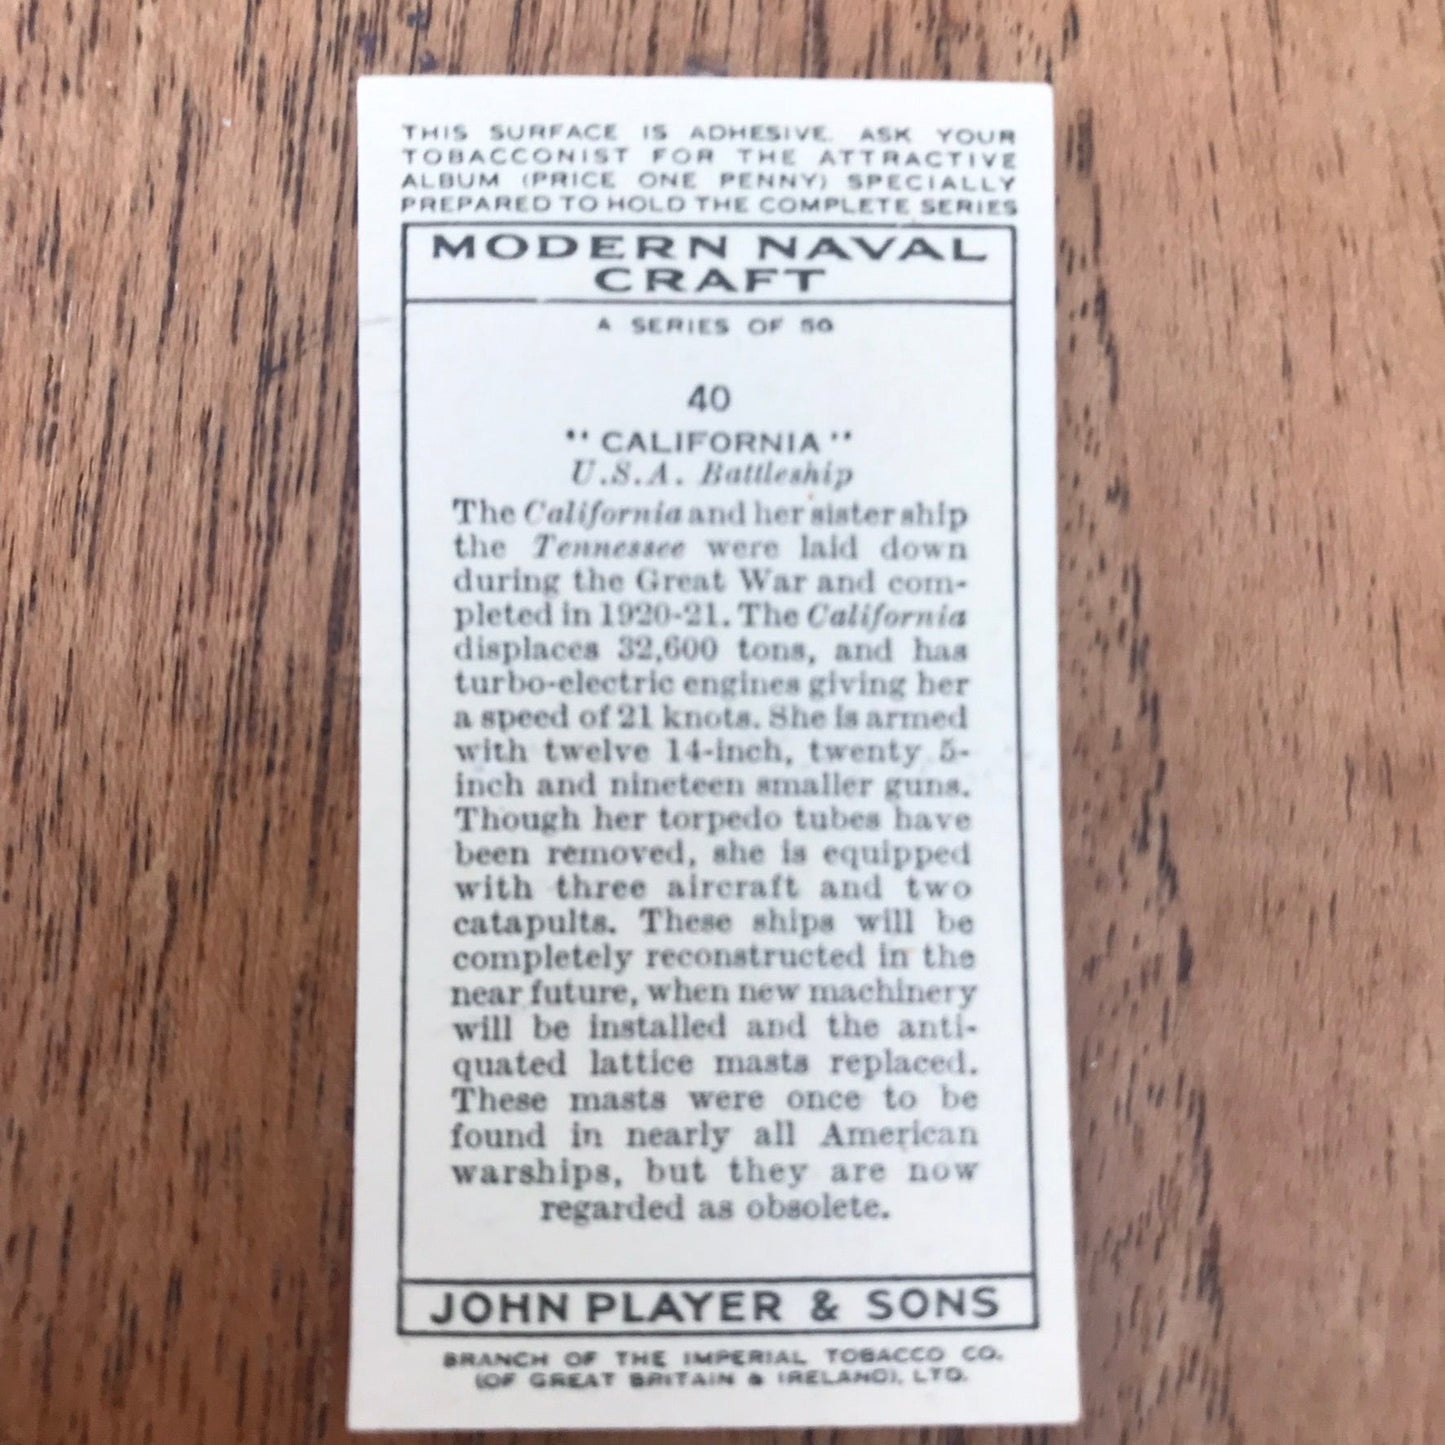 THIS SURFACE IS ADHESIVE. ASK YOUR
TOBACCONIST FOR THE ATTRACTIVE
ALBUM (PRICE ONE PENNY) SPECIALLY
PREPARED TO HOLD THE COMPLETE SERIES
MODERN NAVAL
CRAFT
A SERIES OF 50
40
"CALIFORNIA"
U.S.A. Battleship
The California and her sister ship
the Tennessee were laid down
during the Great War and com-
pleted in 1920-21. The California
displaces 32,600 tons, and has
turbo-electric engines giving her
a speed of 21 knots. She is armed
with twelve 14-inch, twenty 5-
inch and nineteen smaller guns.
Though her torpedo tubes have
been removed, she is equipped
with three aircraft and two
catapults. These ships will be
completely reconstructed in the
near future, when new machinery
will be installed and the anti-
quated lattice masts replaced.
These masts were once to be
found in nearly all American
warships, but they are now
regarded as obsolete.
JOHN PLAYER & SONS
BRANCH OF THE IMPERIAL TOBACCO CO.
(OF GREAT BRITAIN & IRELAND), LTD.